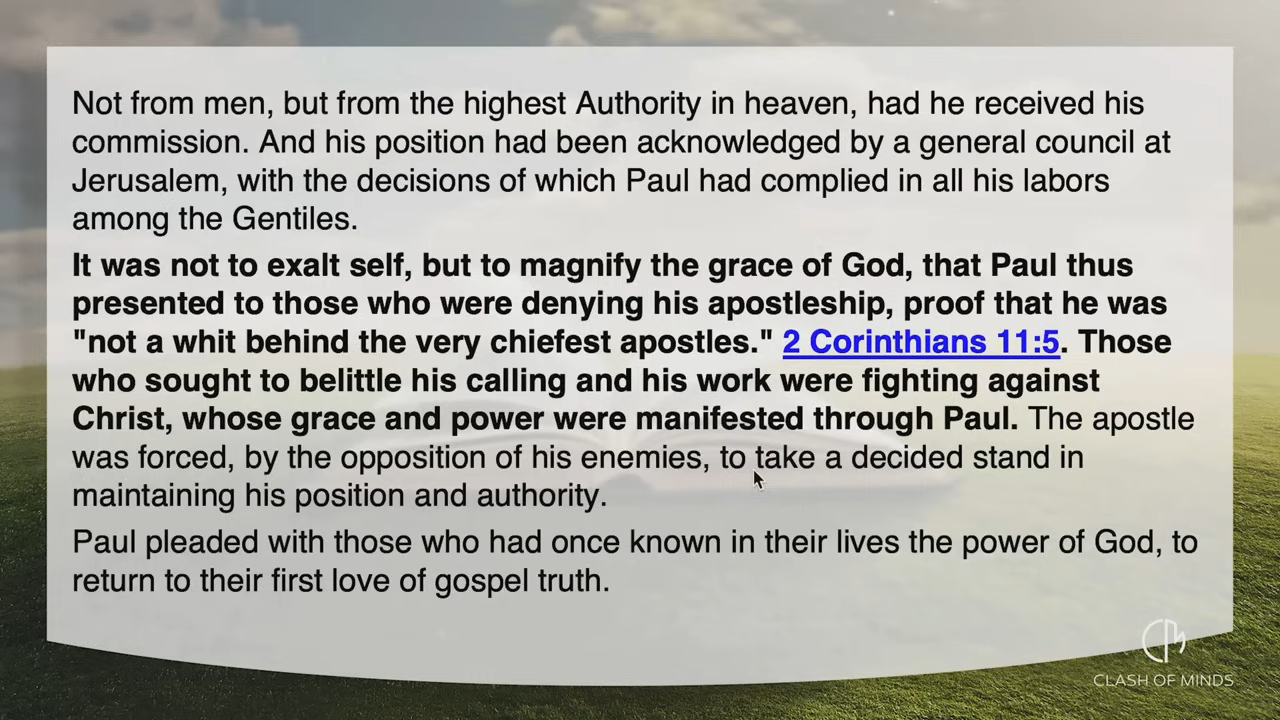 Not from men, but from the highest Authority in heaven, had he received his
commission. And his position had been acknowledged by a general council at
Jerusalem, with the decisions of which Paul had complied in all his labors
among the Gentiles.
It was not to exalt self, but to magnify the grace of God, that Paul thus
presented to those who were denying his apostleship, proof that he was
"not a whit behind the very chiefest apostles." 2 Corinthians 11:5. Those
who sought to belittle his calling and his work were fighting against
Christ, whose grace and power were manifested through Paul. The apostle
was forced, by the opposition of his enemies, to take a decided stand in
maintaining his position and authority.
Paul pleaded with those who had once known in their lives the power of God, to
return to their first love of gospel truth.
CLASH OF MINDS